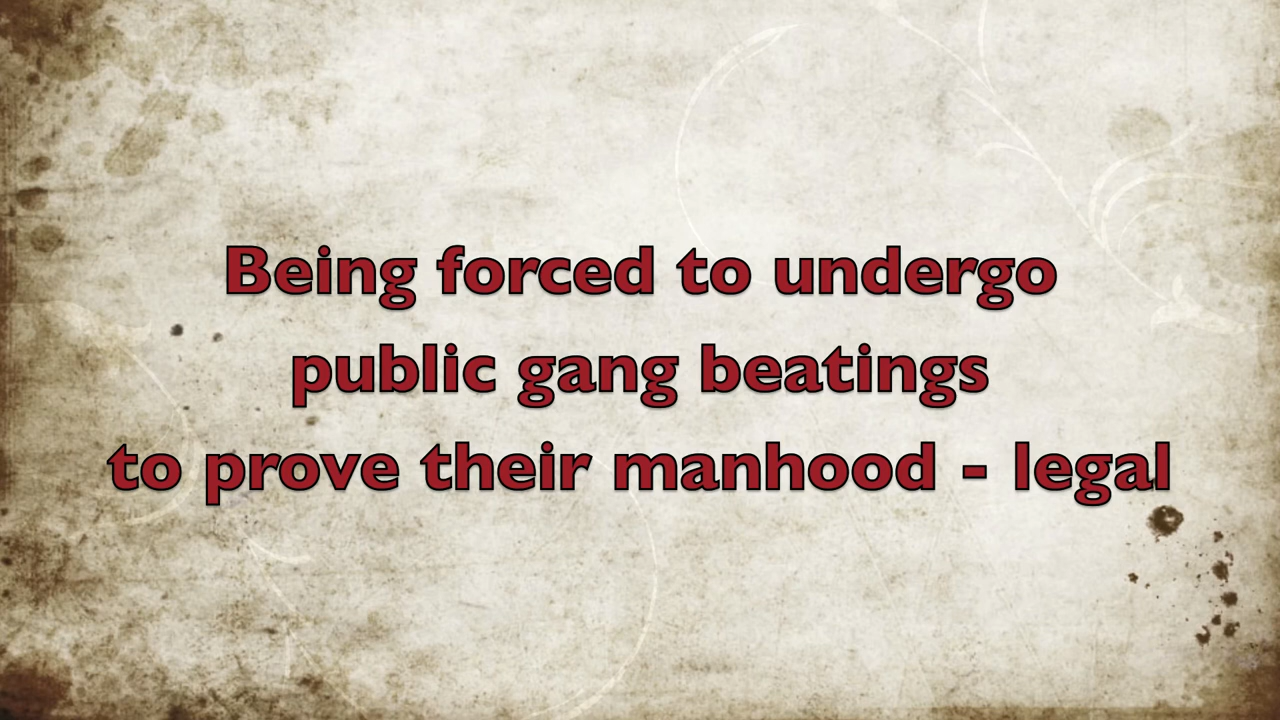 Being forced to undergo
public gang beatings
to prove their manhood - legal